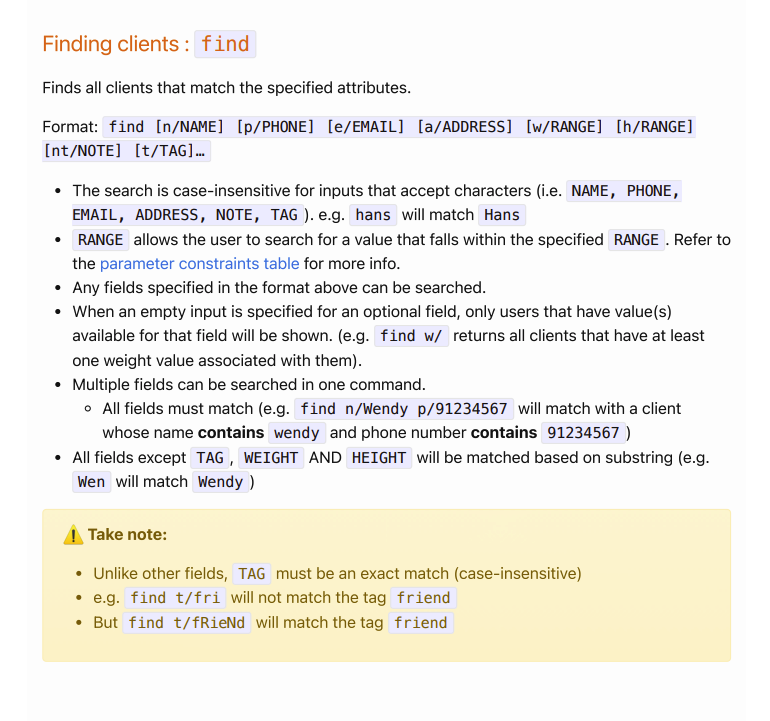 Finding clients : find
Finds all clients that match the specified attributes.
Format: find [n/NAME] [p/PHONE] [e/EMAIL] [a/ADDRESS] [w/RANGE] [h/RANGE]
[nt/NOTE] [t/TAG]…
• The search is case-insensitive for inputs that accept characters (i.e. NAME, PHONE,
EMAIL, ADDRESS, NOTE, TAG ). e.g. hans will match Hans
• RANGE allows the user to search for a value that falls within the specified RANGE . Refer to
the parameter constraints table for more info.
• Any fields specified in the format above can be searched.
• When an empty input is specified for an optional field, only users that have value(s)
available for that field will be shown. (e.g. find w/ returns all clients that have at least
one weight value associated with them).
• Multiple fields can be searched in one command.
◦ All fields must match (e.g. find n/Wendy p/91234567 will match with a client
whose name contains wendy and phone number contains 91234567 )
• All fields except TAG , WEIGHT AND HEIGHT will be matched based on substring (e.g.
Wen will match Wendy )
⚠️ Take note:
• Unlike other fields, TAG must be an exact match (case-insensitive)
• e.g. find t/fri will not match the tag friend
• But find t/fRieNd will match the tag friend